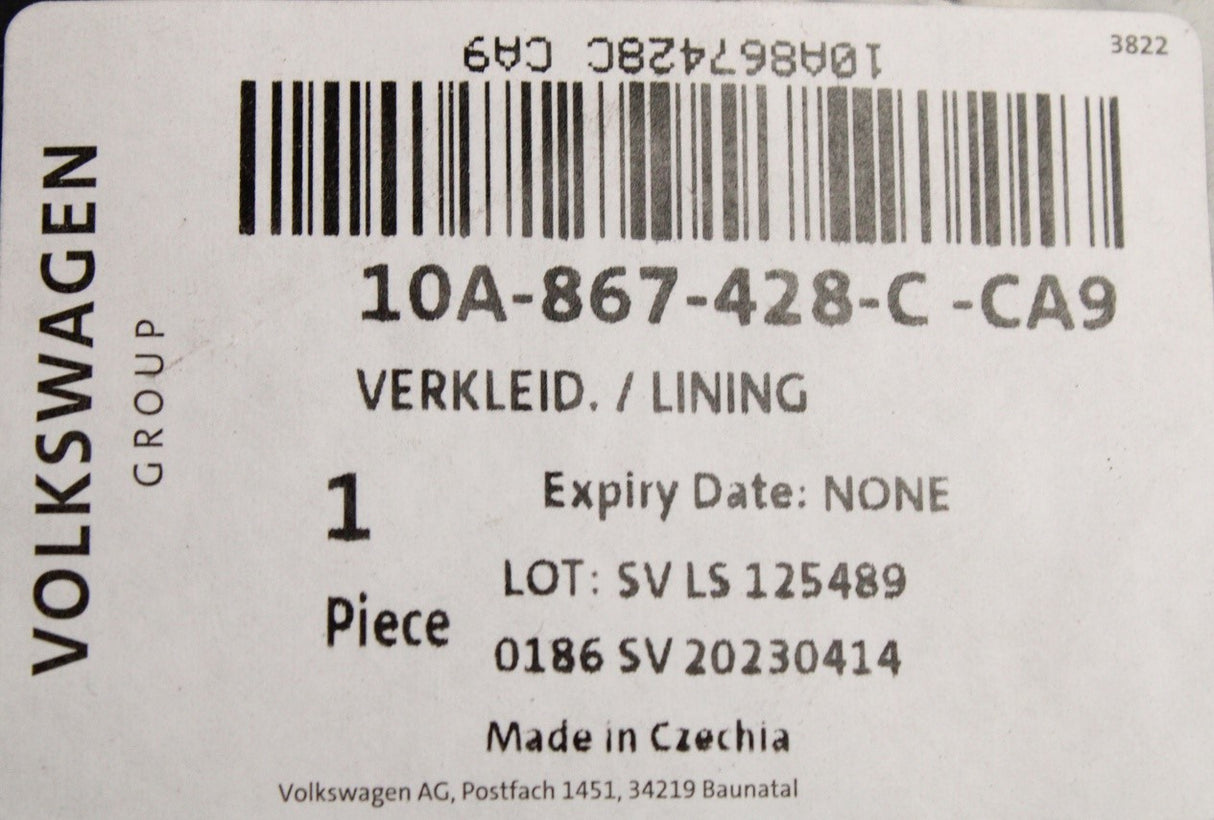 3822
10A867428C CA9
10A-867-428-C -CA9
VERKLEID. / LINING
1
Piece
Expiry Date: NONE
LOT: SV LS 125489
0186 SV 20230414
Made in Czechia
Volkswagen AG, Postfach 1451, 34219 Baunatal
VOLKSWAGEN
GROUP